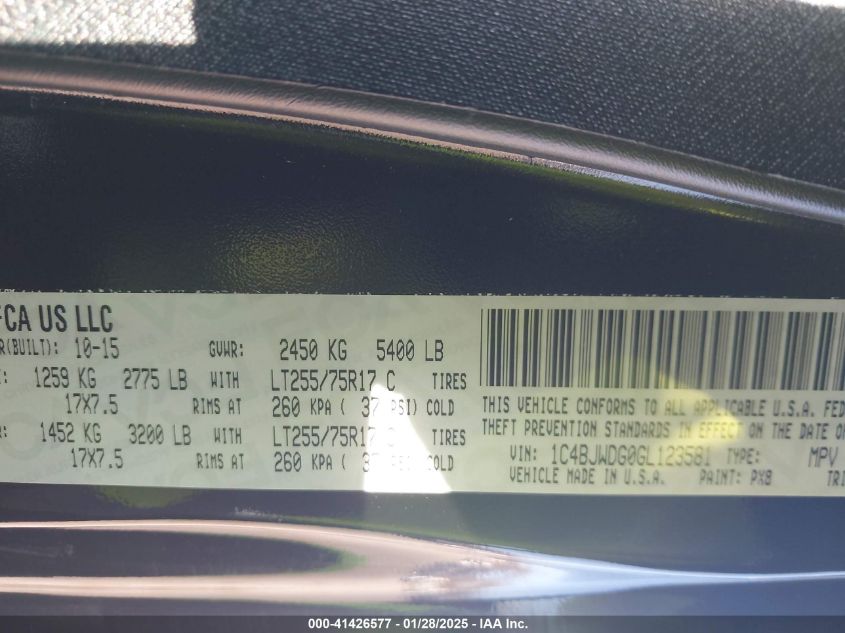 FCA US LLC
R(BUILT): 10-15 GVWR: 2450 KG 5400 LB
: 1259 KG 2775 LB WITH LT255/75R17 C TIRES
17X7.5 RIMS AT 260 KPA ( 37 PSI) COLD
R: 1452 KG 3200 LB WITH LT255/75R17 C TIRES
17X7.5 RIMS AT 260 KPA ( COLD
THIS VEHICLE CONFORMS TO ALL APPLICABLE U.S.A. FED
THEFT PREVENTION STANDARDS IN EFFECT ON THE D
VIN: 1C4BJWDG0GL123581 TYPE: MPV
VEHICLE MADE IN U.S.A. PAINT: PX8 TRI
000-41426577 - 01/28/2025 - IAA Inc.